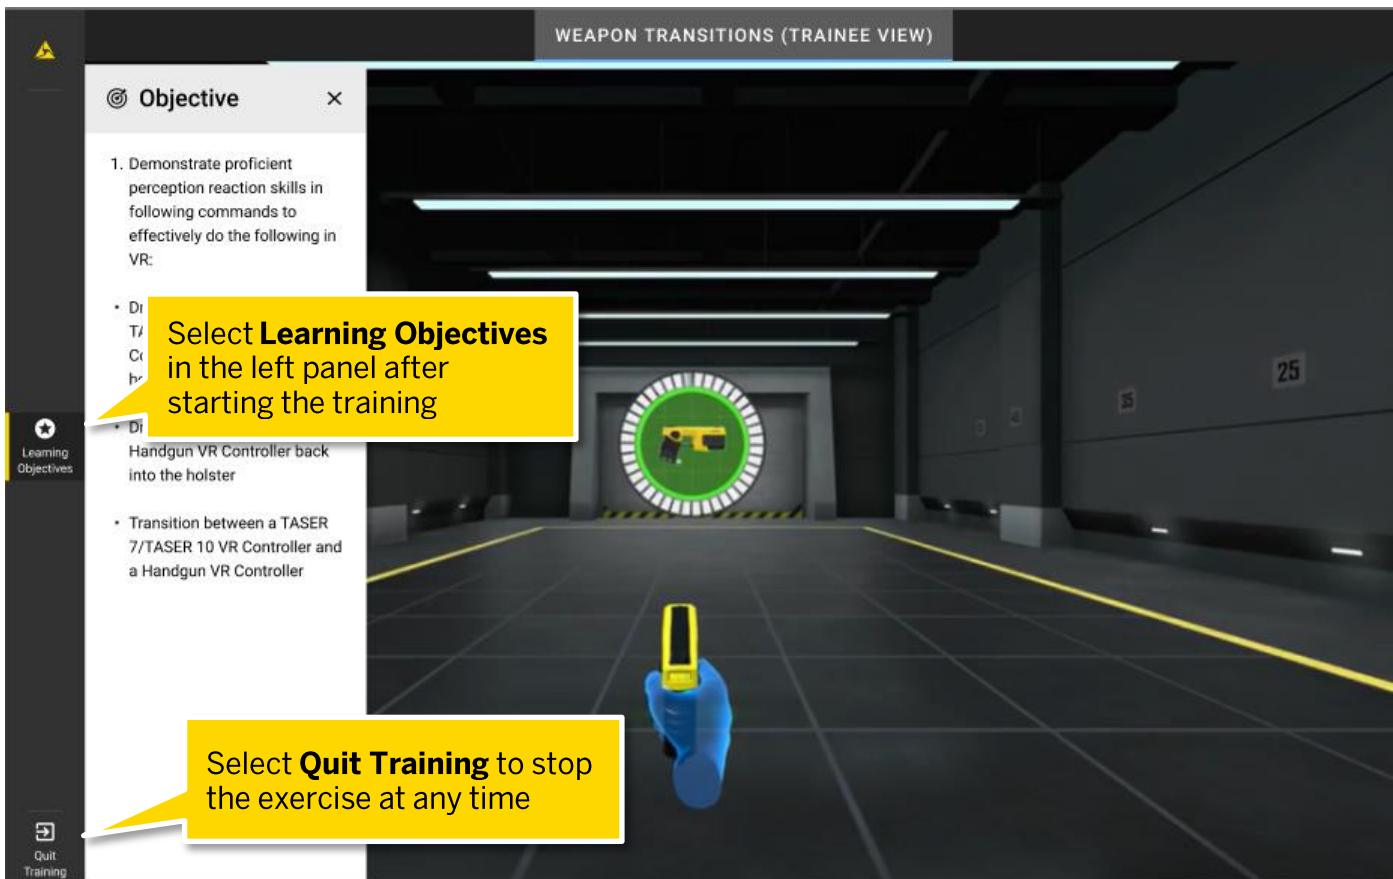 WEAPON TRANSITIONS (TRAINEE VIEW)
Objective
1. Demonstrate proficient
perception reaction skills in
following commands to
effectively do the following in
VR:
Select Learning Objectives
in the left panel after
starting the training
Handgun VR Controller back
into the holster
• Transition between a TASER
7/TASER 10 VR Controller and
a Handgun VR Controller
Learning
Objectives
Select Quit Training to stop
the exercise at any time
Quit
Training
25
35